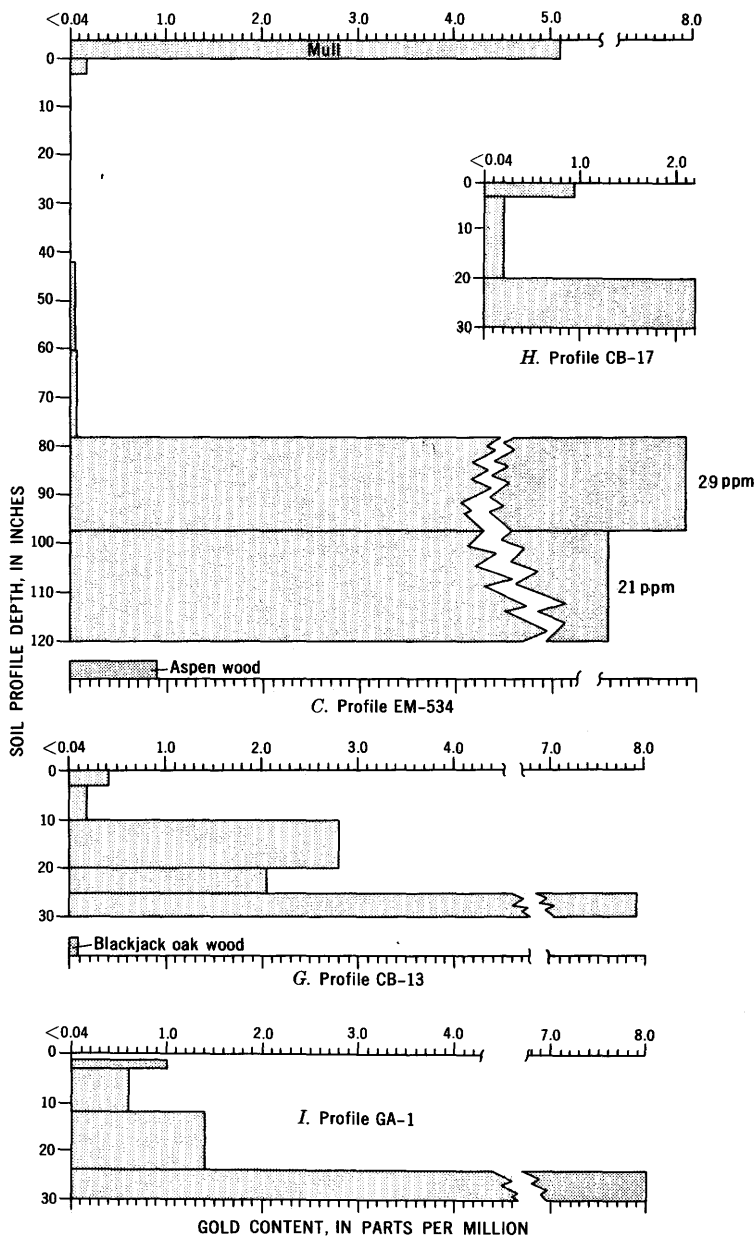 <0.04 1.0 2.0 3.0 4.0 5.0 8.0
Mull
0
10
20
30
40
50
60
70
80
90
100
110
120
29 ppm
21 ppm
Aspen wood
C. Profile EM-534
<0.04 1.0 2.0
0
10
20
30
H. Profile CB-17
SOIL PROFILE DEPTH, IN INCHES
<0.04 1.0 2.0 3.0 4.0 7.0 8.0
0
10
20
30
Blackjack oak wood
G. Profile CB-13
<0.04 1.0 2.0 3.0 4.0 7.0 8.0
0
10
20
30
I. Profile GA-1
GOLD CONTENT, IN PARTS PER MILLION